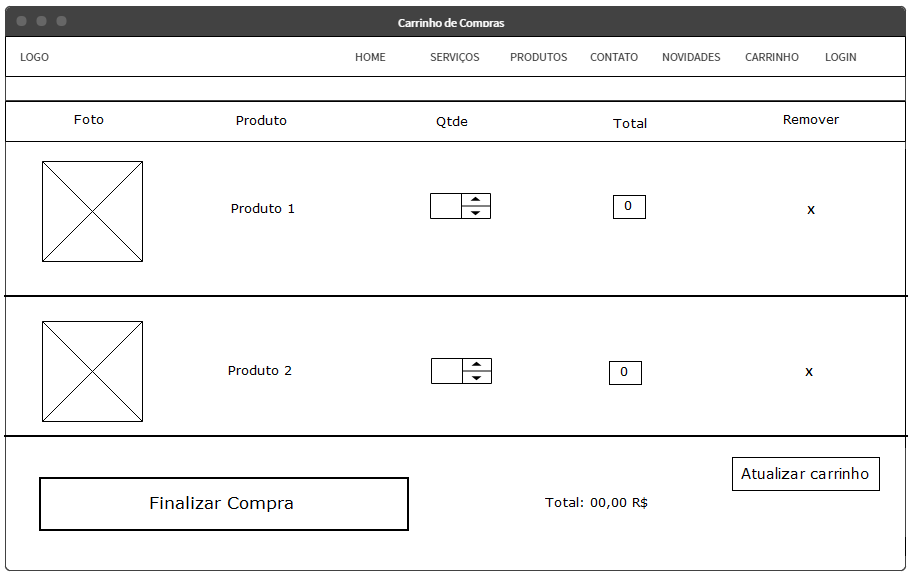 Carrinho de Compras
LOGO HOME SERVIÇOS PRODUTOS CONTATO NOVIDADES CARRINHO LOGIN
Foto Produto Qtde Total Remover
Produto 1 0 x
Produto 2 0 x
Atualizar carrinho
Finalizar Compra Total: 00,00 R$